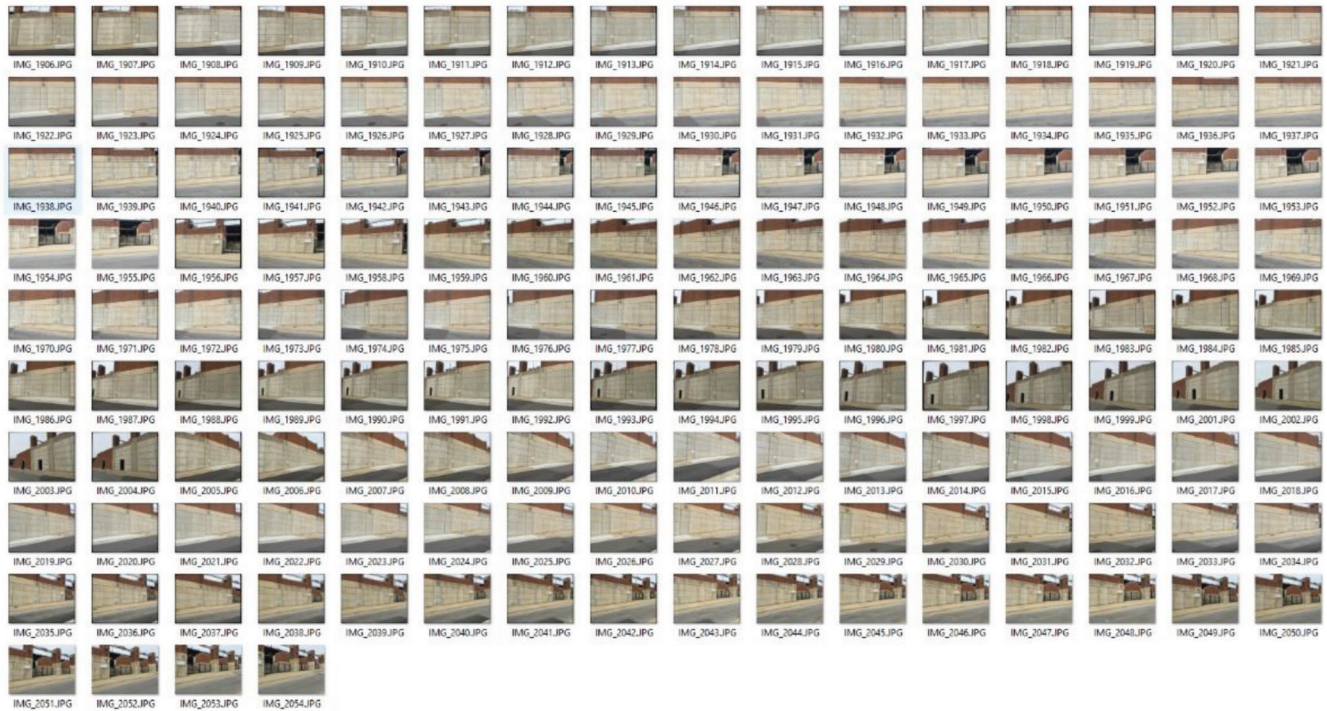 IMG_1906.JPG IMG_1907.JPG IMG_1908.JPG IMG_1909.JPG IMG_1910.JPG IMG_1911.JPG IMG_1912.JPG IMG_1913.JPG IMG_1914.JPG IMG_1915.JPG IMG_1916.JPG IMG_1917.JPG IMG_1918.JPG IMG_1919.JPG IMG_1920.JPG IMG_1921.JPG
IMG_1922.JPG IMG_1923.JPG IMG_1924.JPG IMG_1925.JPG IMG_1926.JPG IMG_1927.JPG IMG_1928.JPG IMG_1929.JPG IMG_1930.JPG IMG_1931.JPG IMG_1932.JPG IMG_1933.JPG IMG_1934.JPG IMG_1935.JPG IMG_1936.JPG IMG_1937.JPG
IMG_1938.JPG IMG_1939.JPG IMG_1940.JPG IMG_1941.JPG IMG_1942.JPG IMG_1943.JPG IMG_1944.JPG IMG_1945.JPG IMG_1946.JPG IMG_1947.JPG IMG_1948.JPG IMG_1949.JPG IMG_1950.JPG IMG_1951.JPG IMG_1952.JPG IMG_1953.JPG
IMG_1954.JPG IMG_1955.JPG IMG_1956.JPG IMG_1957.JPG IMG_1958.JPG IMG_1959.JPG IMG_1960.JPG IMG_1961.JPG IMG_1962.JPG IMG_1963.JPG IMG_1964.JPG IMG_1965.JPG IMG_1966.JPG IMG_1967.JPG IMG_1968.JPG IMG_1969.JPG
IMG_1970.JPG IMG_1971.JPG IMG_1972.JPG IMG_1973.JPG IMG_1974.JPG IMG_1975.JPG IMG_1976.JPG IMG_1977.JPG IMG_1978.JPG IMG_1979.JPG IMG_1980.JPG IMG_1981.JPG IMG_1982.JPG IMG_1983.JPG IMG_1984.JPG IMG_1985.JPG
IMG_1986.JPG IMG_1987.JPG IMG_1988.JPG IMG_1989.JPG IMG_1990.JPG IMG_1991.JPG IMG_1992.JPG IMG_1993.JPG IMG_1994.JPG IMG_1995.JPG IMG_1996.JPG IMG_1997.JPG IMG_1998.JPG IMG_1999.JPG IMG_2001.JPG IMG_2002.JPG
IMG_2003.JPG IMG_2004.JPG IMG_2005.JPG IMG_2006.JPG IMG_2007.JPG IMG_2008.JPG IMG_2009.JPG IMG_2010.JPG IMG_2011.JPG IMG_2012.JPG IMG_2013.JPG IMG_2014.JPG IMG_2015.JPG IMG_2016.JPG IMG_2017.JPG IMG_2018.JPG
IMG_2019.JPG IMG_2020.JPG IMG_2021.JPG IMG_2022.JPG IMG_2023.JPG IMG_2024.JPG IMG_2025.JPG IMG_2026.JPG IMG_2027.JPG IMG_2028.JPG IMG_2029.JPG IMG_2030.JPG IMG_2031.JPG IMG_2032.JPG IMG_2033.JPG IMG_2034.JPG
IMG_2035.JPG IMG_2036.JPG IMG_2037.JPG IMG_2038.JPG IMG_2039.JPG IMG_2040.JPG IMG_2041.JPG IMG_2042.JPG IMG_2043.JPG IMG_2044.JPG IMG_2045.JPG IMG_2046.JPG IMG_2047.JPG IMG_2048.JPG IMG_2049.JPG IMG_2050.JPG
IMG_2051.JPG IMG_2052.JPG IMG_2053.JPG IMG_2054.JPG